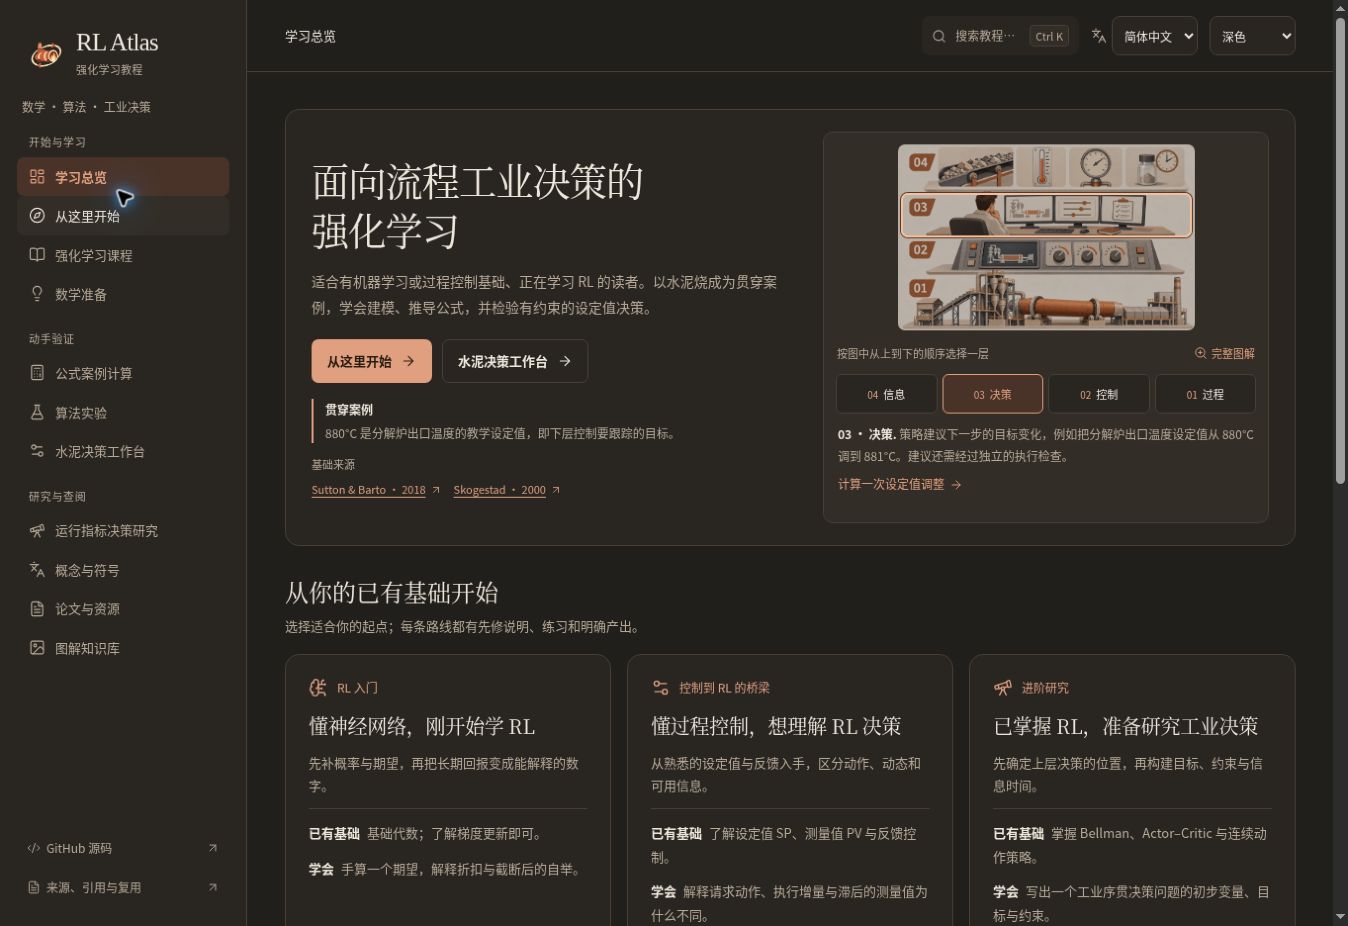 RL Atlas
强化学习教程
数学 · 算法 · 工业决策
开始与学习
学习总览
从这里开始
强化学习课程
数学准备
动手验证
公式案例计算
算法实验
水泥决策工作台
研究与查阅
运行指标决策研究
概念与符号
论文与资源
图解知识库
GitHub 源码
来源、引用与复用
学习总览
搜索教程…
Ctrl K
简体中文
深色
面向流程工业决策的
强化学习
适合有机器学习或过程控制基础、正在学习 RL 的读者。以水泥烧成为贯穿案
例，学会建模、推导公式，并检验有约束的设定值决策。
从这里开始
水泥决策工作台
贯穿案例
880°C 是分解炉出口温度的教学设定值，即下层控制要跟踪的目标。
基础来源
Sutton & Barto · 2018
Skogestad · 2000
04
03
02
01
按图中从上到下的顺序选择一层
完整图解
04 信息
03 决策
02 控制
01 过程
03 · 决策. 策略建议下一步的目标变化，例如把分解炉出口温度设定值从 880°C
调到 881°C。建议还需经过独立的执行检查。
计算一次设定值调整
从你的已有基础开始
选择适合你的起点；每条路线都有先修说明、练习和明确产出。
RL 入门
懂神经网络，刚开始学 RL
先补概率与期望，再把长期回报变成能解释的数
字。
已有基础 基础代数；了解梯度更新即可。
学会 手算一个期望，解释折扣与截断后的自举。
控制到 RL 的桥梁
懂过程控制，想理解 RL 决策
从熟悉的设定值与反馈入手，区分动作、动态和
可用信息。
已有基础 了解设定值 SP、测量值 PV 与反馈控
制。
学会 解释请求动作、执行增量与滞后的测量值为
什么不同。
进阶研究
已掌握 RL，准备研究工业决策
先确定上层决策的位置，再构建目标、约束与信
息时间。
已有基础 掌握 Bellman、Actor–Critic 与连续动
作策略。
学会 写出一个工业序贯决策问题的初步变量、目
标与约束。